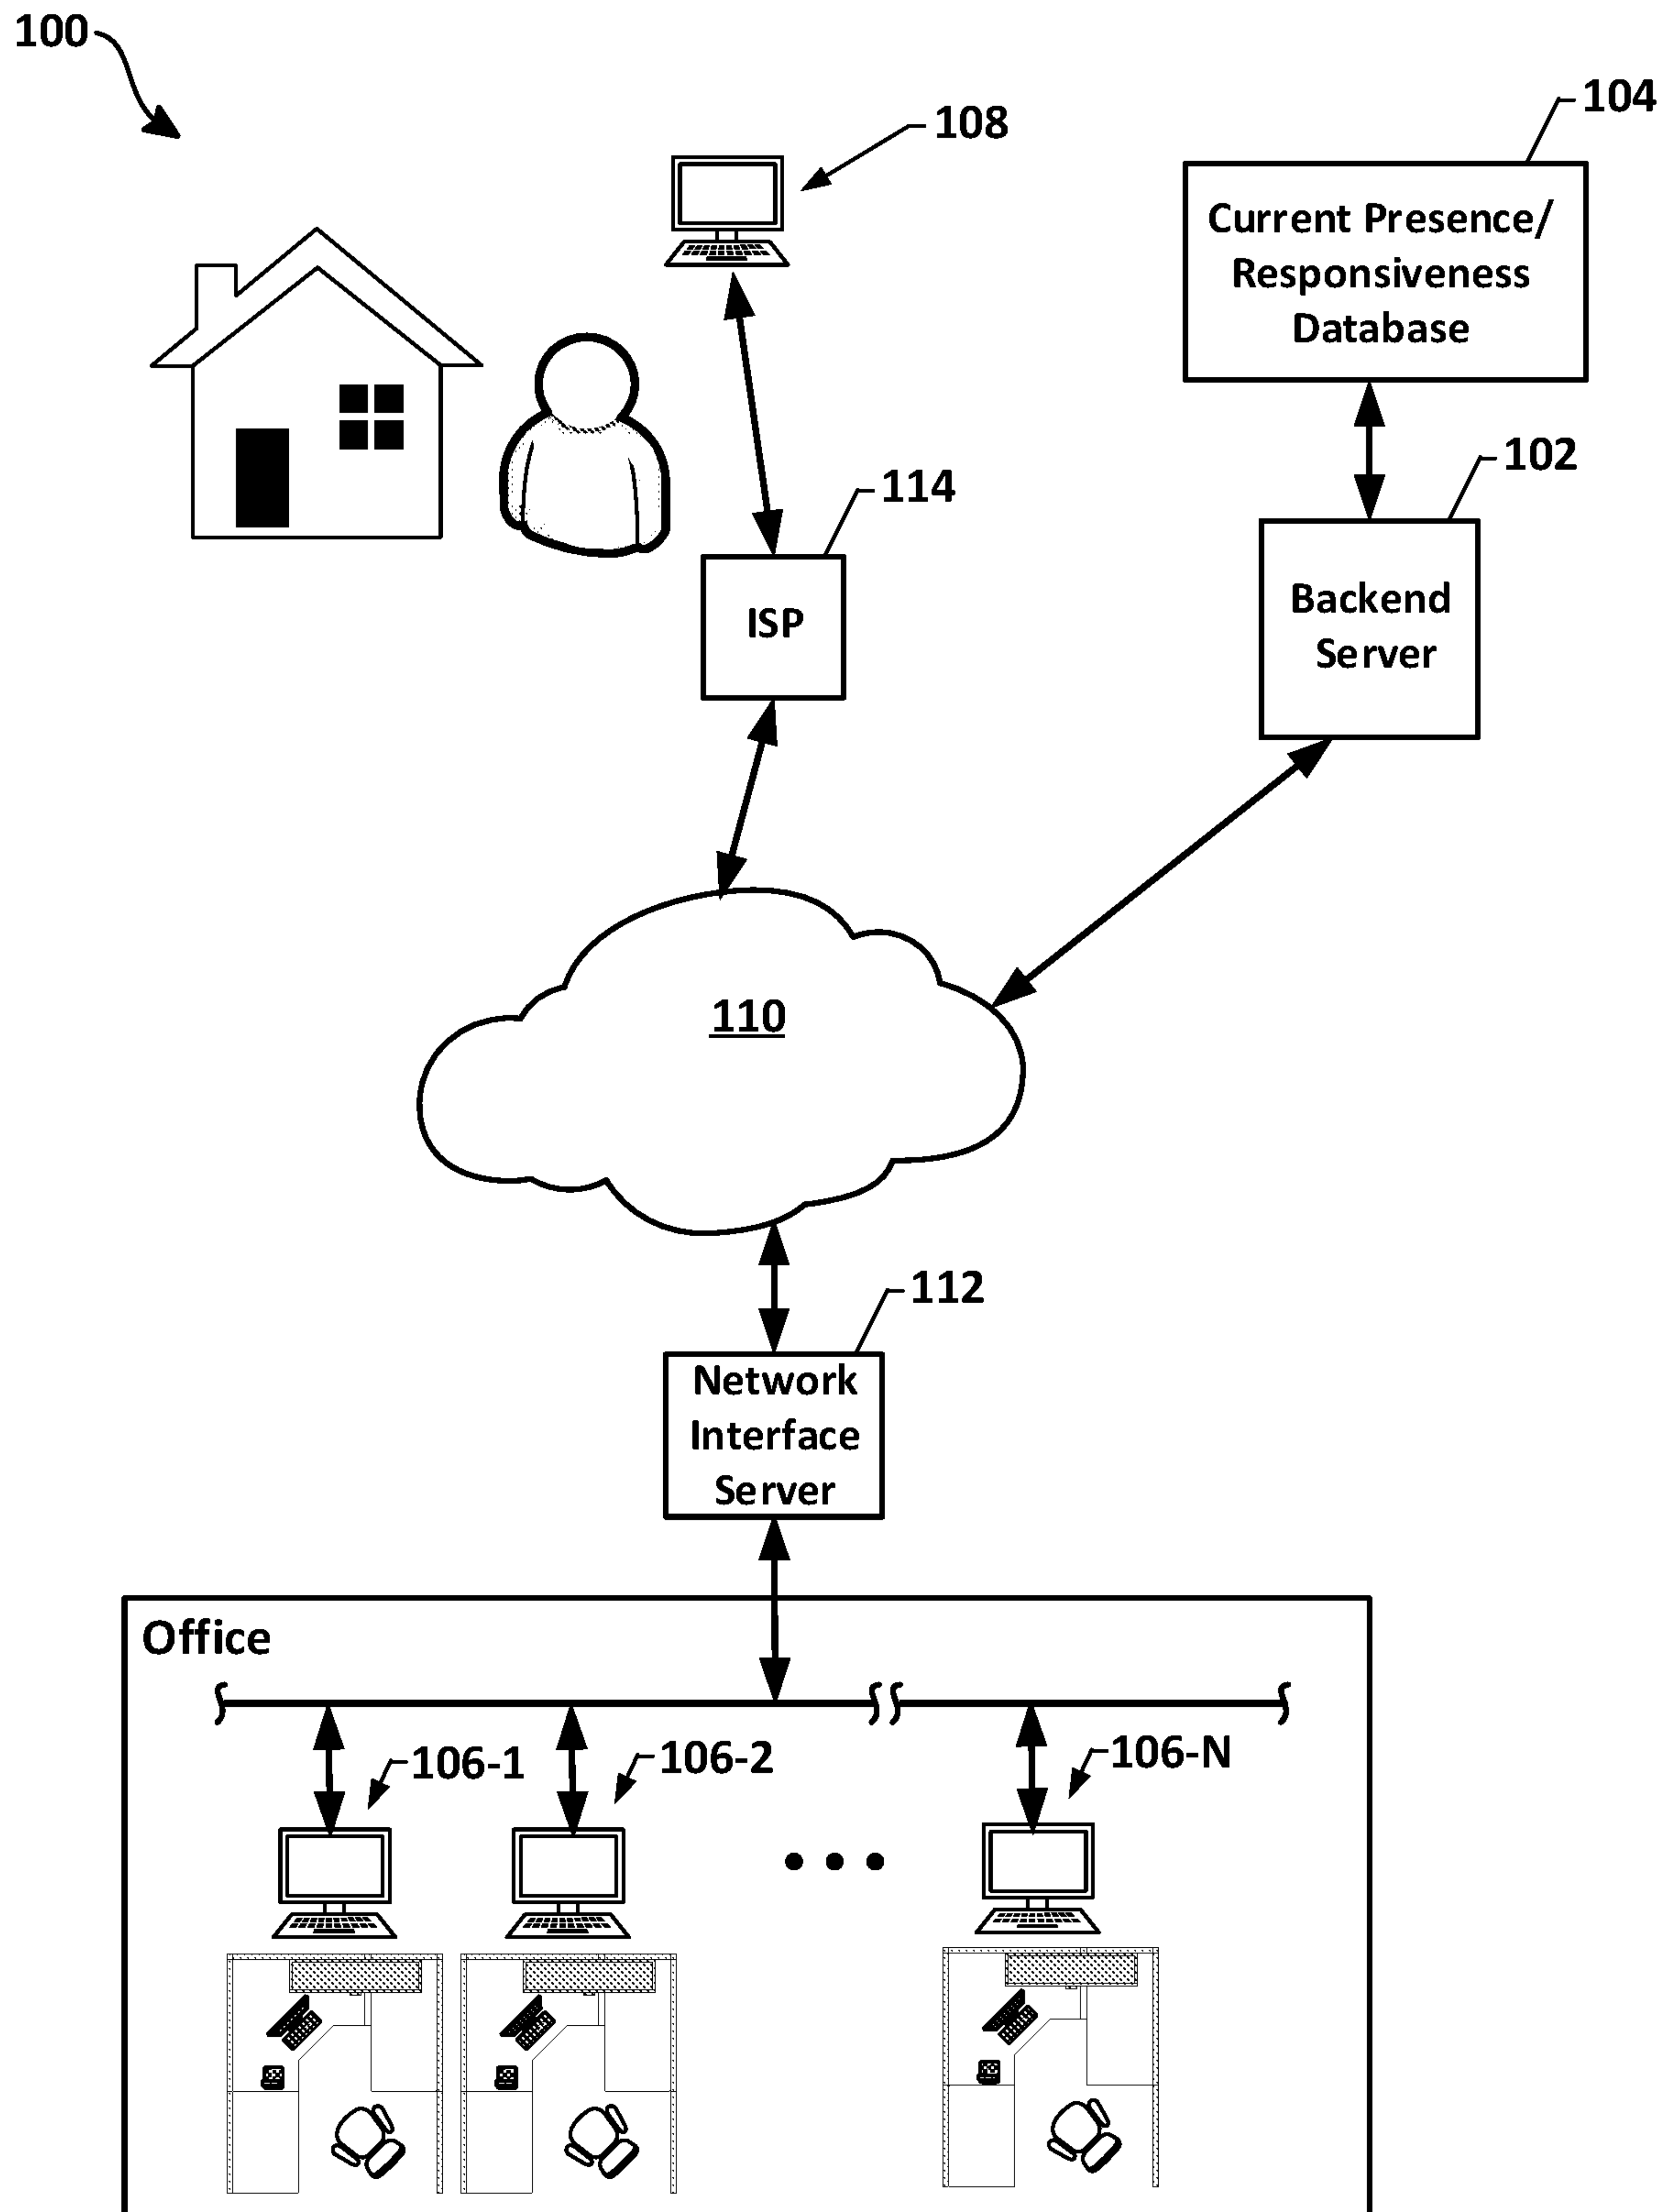 100
108
104
Current Presence/
Responsiveness
Database
102
114
ISP
Backend
Server
110
112
Network
Interface
Server
Office
106-1
106-2
106-N